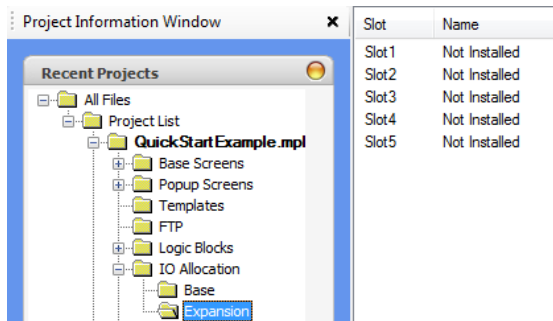 Project Information Window
Recent Projects
All Files
Project List
QuickStartExample.mpl
Base Screens
Popup Screens
Templates
FTP
Logic Blocks
IO Allocation
Base
Expansion
Slot Name
Slot1 Not Installed
Slot2 Not Installed
Slot3 Not Installed
Slot4 Not Installed
Slot5 Not Installed